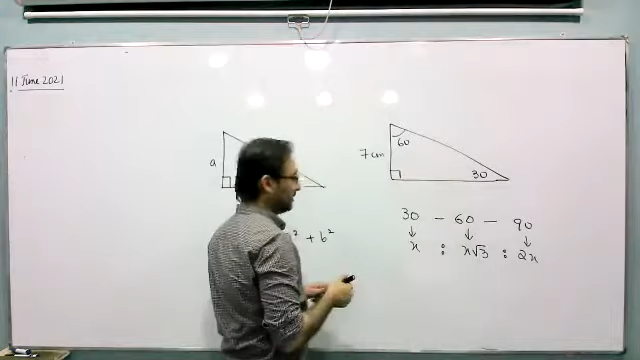 11 June 2021
a
² + b²
7 cm
60
30
30 – 60 – 90
x : x√3 : 2x